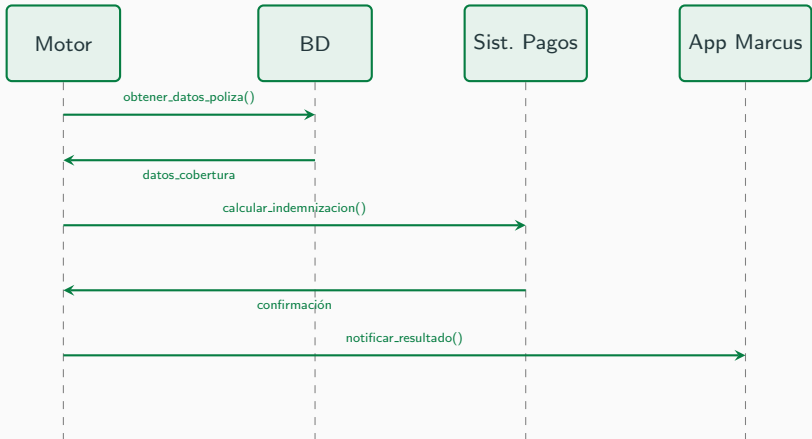 Motor
BD
Sist. Pagos
App Marcus
obtener_datos_poliza()
datos_cobertura
calcular_indemnizacion()
confirmación
notificar_resultado()